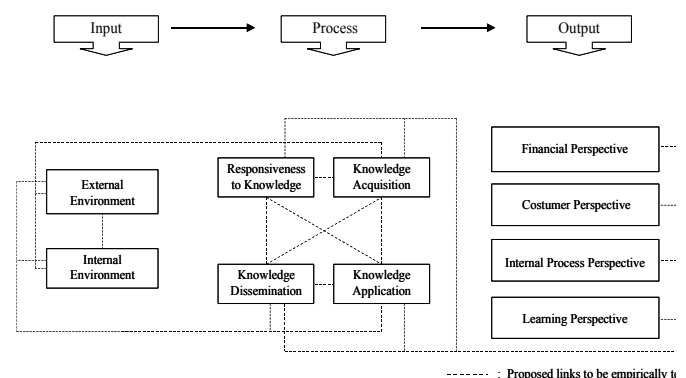 Input
Process
Output
Responsiveness
to Knowledge
Knowledge
Acquisition
Financial Perspective
External
Environment
Costumer Perspective
Internal
Environment
Knowledge
Dissemination
Knowledge
Application
Internal Process Perspective
Learning Perspective
: Proposed links to be empirically